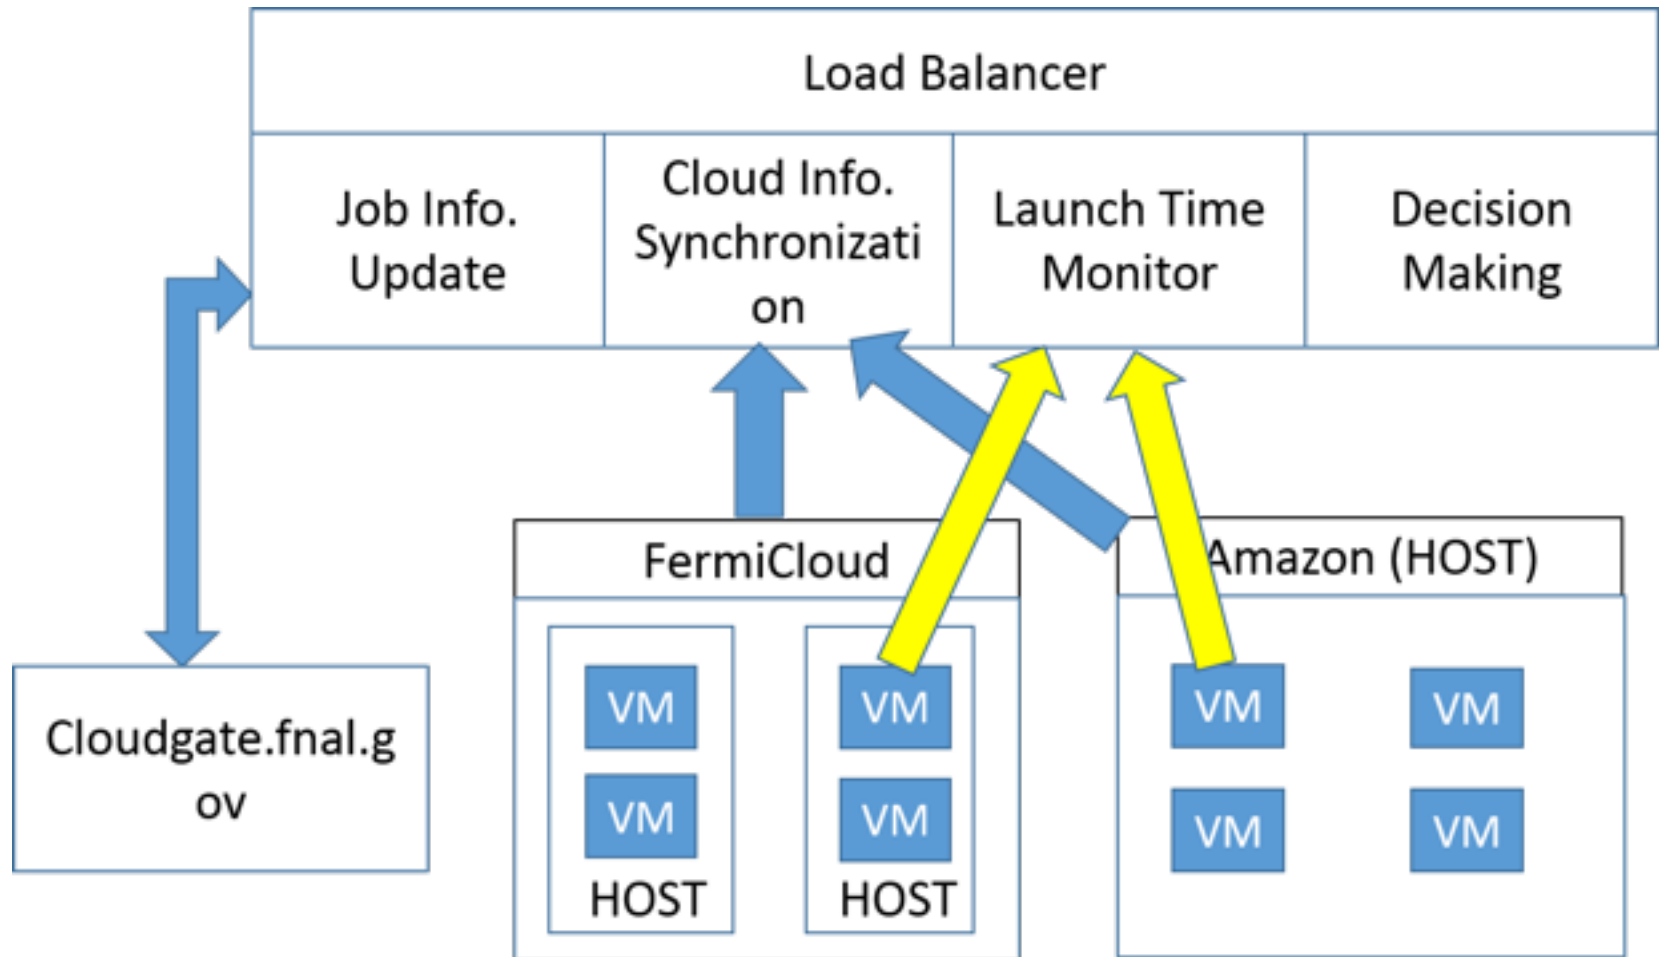 Load Balancer
Job Info.
Update
Cloud Info.
Synchronizati
on
Launch Time
Monitor
Decision
Making
FermiCloud
Amazon (HOST)
Cloudgate.fnal.g
ov
VM
VM
HOST
VM
VM
HOST
VM
VM
VM
VM